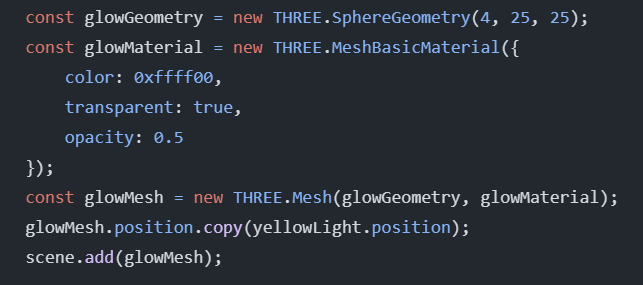 const glowGeometry = new THREE.SphereGeometry(4, 25, 25);
const glowMaterial = new THREE.MeshBasicMaterial({
    color: 0xffff00,
    transparent: true,
    opacity: 0.5
});
const glowMesh = new THREE.Mesh(glowGeometry, glowMaterial);
glowMesh.position.copy(yellowLight.position);
scene.add(glowMesh);